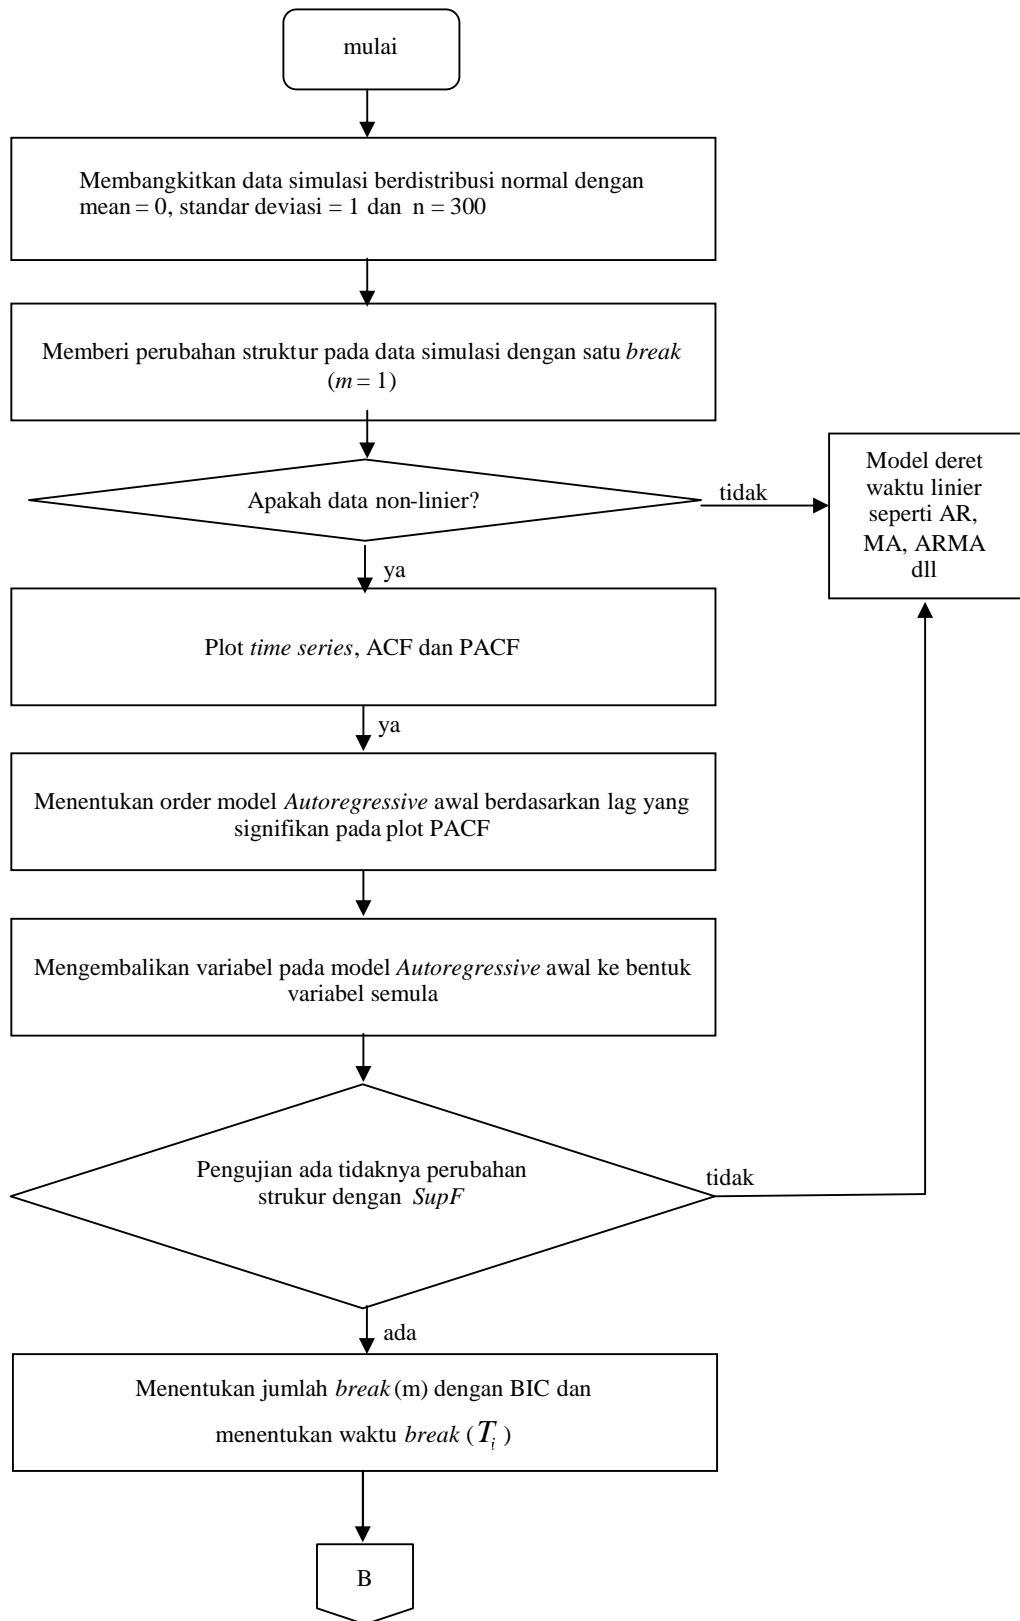 mulai
Membangkitkan data simulasi berdistribusi normal dengan
mean = 0, standar deviasi = 1 dan n = 300
Memberi perubahan struktur pada data simulasi dengan satu break
(m = 1)
Apakah data non-linier?
tidak
Model deret
waktu linier
seperti AR,
MA, ARMA
dll
ya
Plot time series, ACF dan PACF
ya
Menentukan order model Autoregressive awal berdasarkan lag yang
signifikan pada plot PACF
Mengembalikan variabel pada model Autoregressive awal ke bentuk
variabel semula
Pengujian ada tidaknya perubahan
strukur dengan SupF
tidak
ada
Menentukan jumlah break (m) dengan BIC dan
menentukan waktu break ( T_i )
B